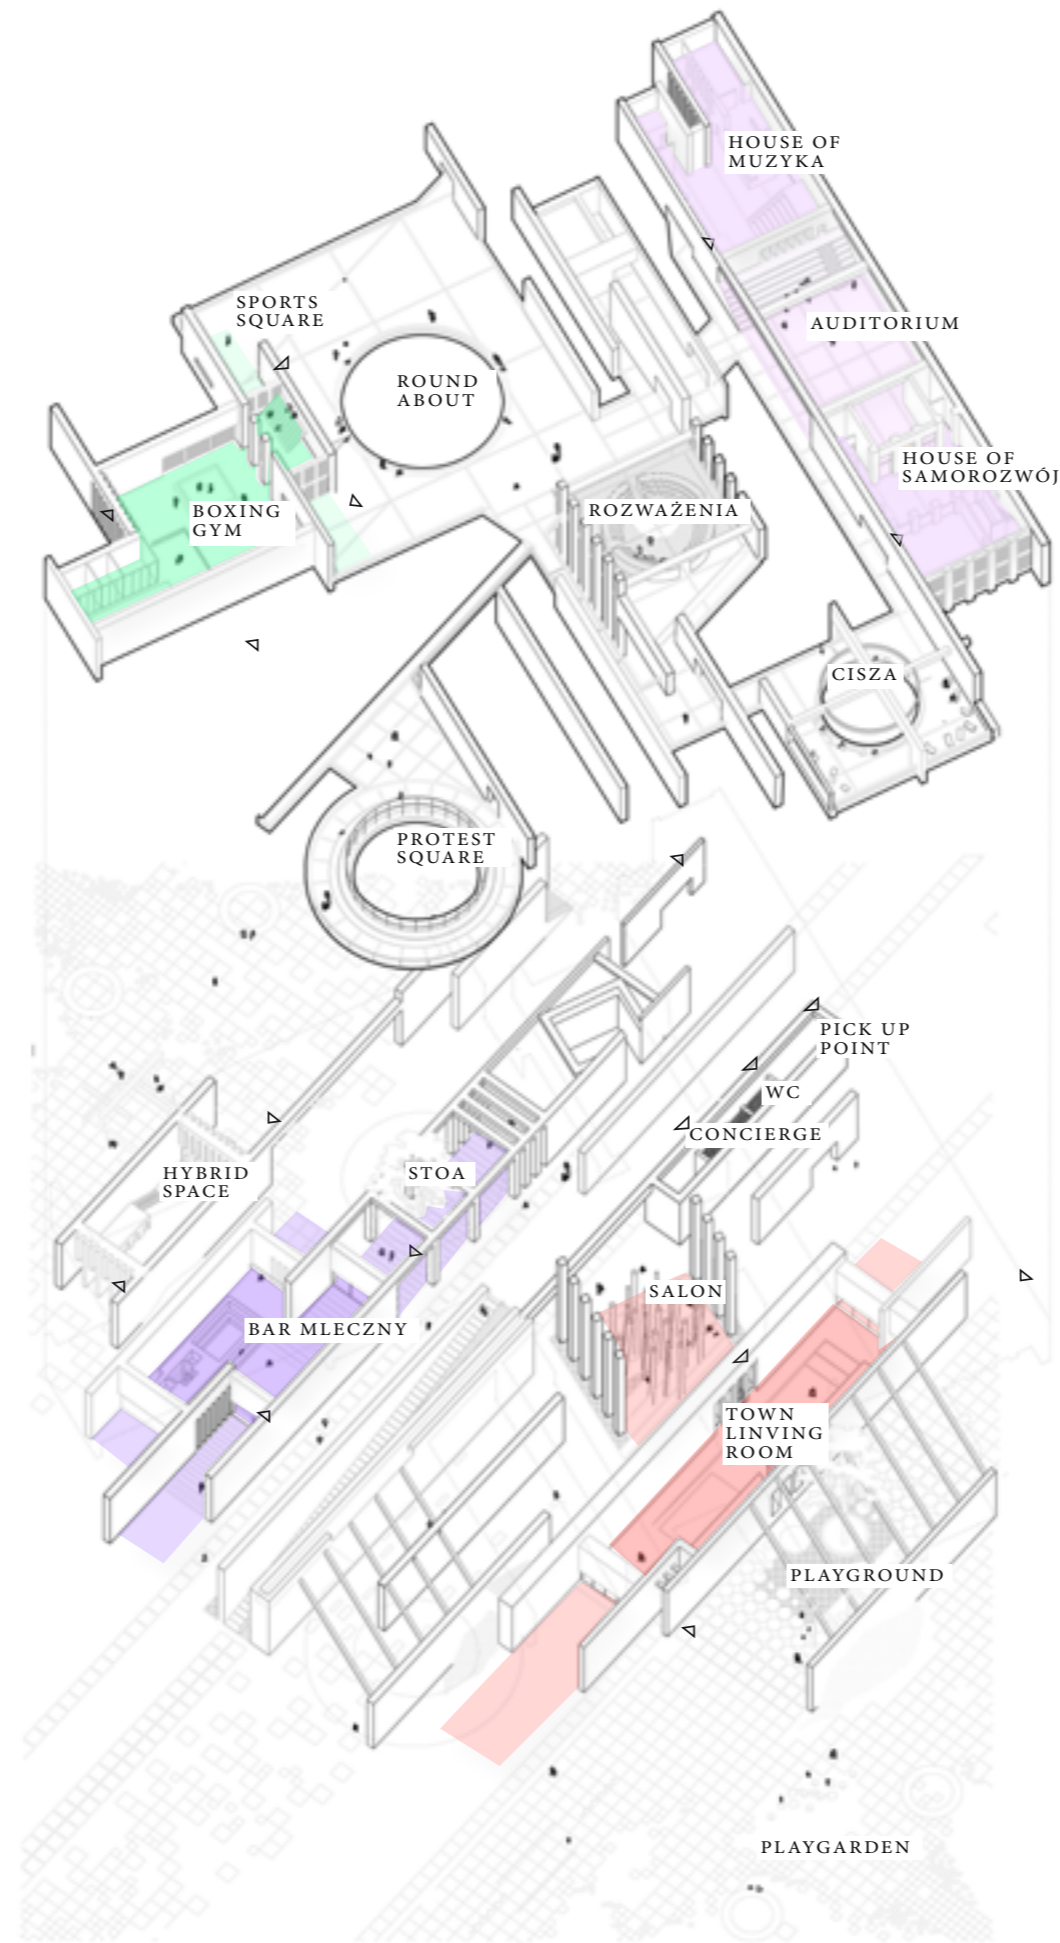 HOUSE OF
MUZYKA
SPORTS
SQUARE
AUDITORIUM
ROUND
ABOUT
HOUSE OF
SAMOROZWÓJ
BOXING
GYM
ROZWAŻENIA
CISZA
PROTEST
SQUARE
PICK UP
POINT
WC
CONCIERGE
HYBRID
SPACE
STOA
SALON
BAR MLECZNY
TOWN
LINVING
ROOM
PLAYGROUND
PLAYGARDEN